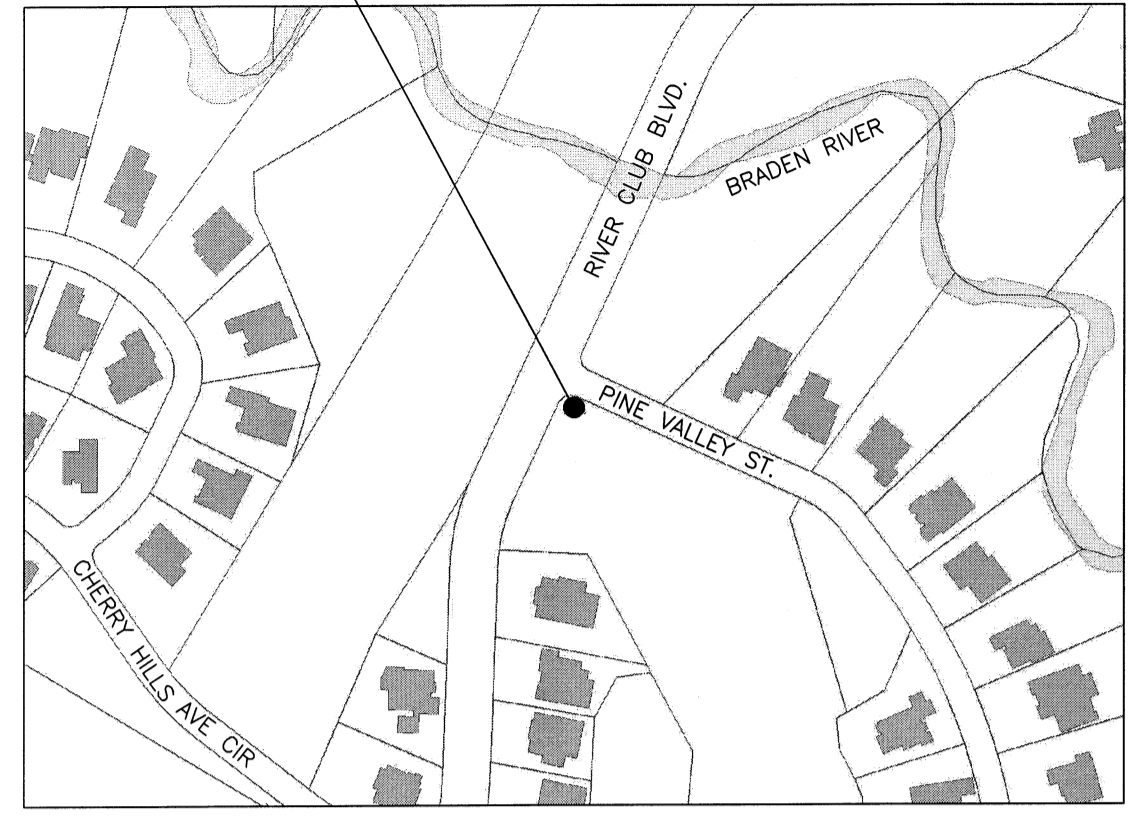 RIVER CLUB BLVD.
BRADEN RIVER
PINE VALLEY ST.
CHERRY HILLS AVE CIR